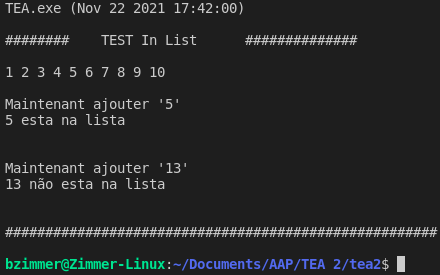 TEA.exe (Nov 22 2021 17:42:00)
######## TEST In List ##############
1 2 3 4 5 6 7 8 9 10
Maintenant ajouter '5'
5 esta na lista
Maintenant ajouter '13'
13 não esta na lista
######################################################
bzimmer@Zimmer-Linux:~/Documents/AAP/TEA 2/tea2$